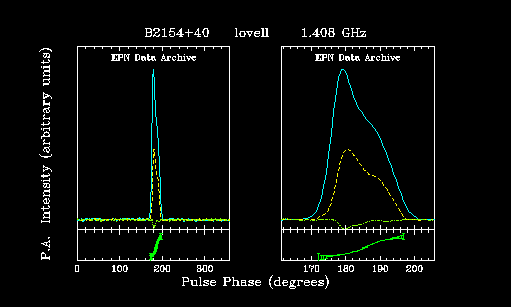 B2154+40 lovell 1.408 GHz
EPN Data Archive EPN Data Archive
P.A. Intensity (arbitrary units)
0 100 200 300 170 180 190 200
Pulse Phase (degrees)